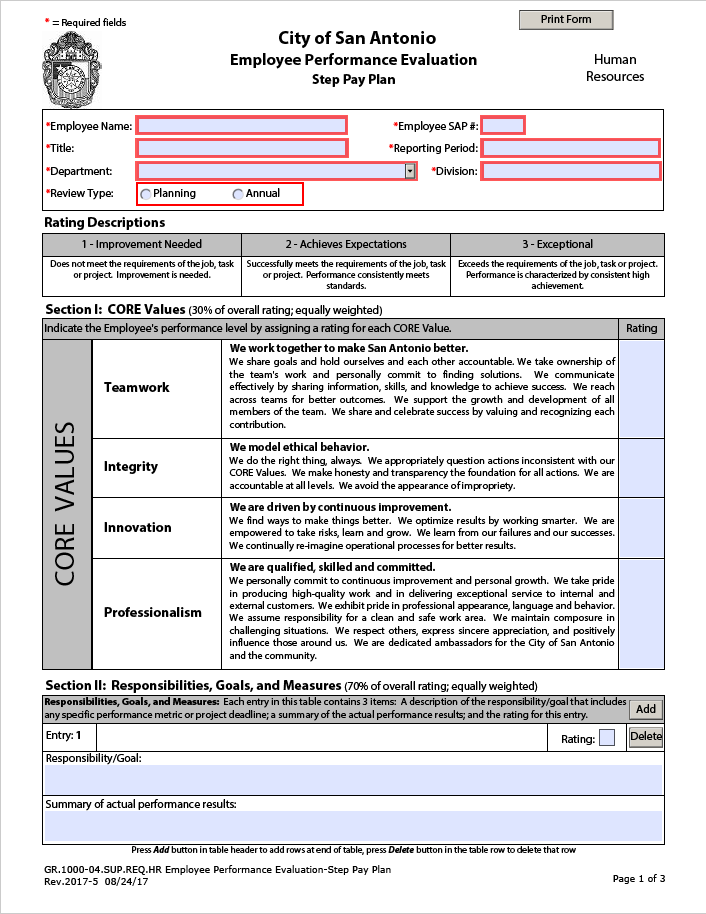 Print Form
* = Required fields
City of San Antonio
Employee Performance Evaluation
Step Pay Plan
Human
Resources
*Employee Name:
*Employee SAP #:
*Title:
*Reporting Period:
*Department:
*Division:
*Review Type:
Planning
Annual
Rating Descriptions
1 - Improvement Needed
2 - Achieves Expectations
3 - Exceptional
Does not meet the requirements of the job, task
or project. Improvement is needed.
Successfully meets the requirements of the job, task
or project. Performance consistently meets
standards.
Exceeds the requirements of the job, task or project.
Performance is characterized by consistent high
achievement.
Section I: CORE Values (30% of overall rating; equally weighted)
Indicate the Employee's performance level by assigning a rating for each CORE Value.
Rating
CORE VALUES
Teamwork
We work together to make San Antonio better.
We share goals and hold ourselves and each other accountable. We take ownership of
the team's work and personally commit to finding solutions. We communicate
effectively by sharing information, skills, and knowledge to achieve success. We reach
across teams for better outcomes. We support the growth and development of all
members of the team. We share and celebrate success by valuing and recognizing each
contribution.
Integrity
We model ethical behavior.
We do the right thing, always. We appropriately question actions inconsistent with our
CORE Values. We make honesty and transparency the foundation for all actions. We are
accountable at all levels. We avoid the appearance of impropriety.
Innovation
We are driven by continuous improvement.
We find ways to make things better. We optimize results by working smarter. We are
empowered to take risks, learn and grow. We learn from our failures and our successes.
We continually re-imagine operational processes for better results.
Professionalism
We are qualified, skilled and committed.
We personally commit to continuous improvement and personal growth. We take pride
in producing high-quality work and in delivering exceptional service to internal and
external customers. We exhibit pride in professional appearance, language and behavior.
We assume responsibility for a clean and safe work area. We maintain composure in
challenging situations. We respect others, express sincere appreciation, and positively
influence those around us. We are dedicated ambassadors for the City of San Antonio
and the community.
Section II: Responsibilities, Goals, and Measures (70% of overall rating; equally weighted)
Responsibilities, Goals, and Measures: Each entry in this table contains 3 items: A description of the responsibility/goal that includes
any specific performance metric or project deadline; a summary of the actual performance results; and the rating for this entry.
Add
Entry: 1
Rating:
Delete
Responsibility/Goal:
Summary of actual performance results:
Press Add button in table header to add rows at end of table, press Delete button in the table row to delete that row
GR.1000-04.SUP.REQ.HR Employee Performance Evaluation-Step Pay Plan
Rev.2017-5 08/24/17
Page 1 of 3